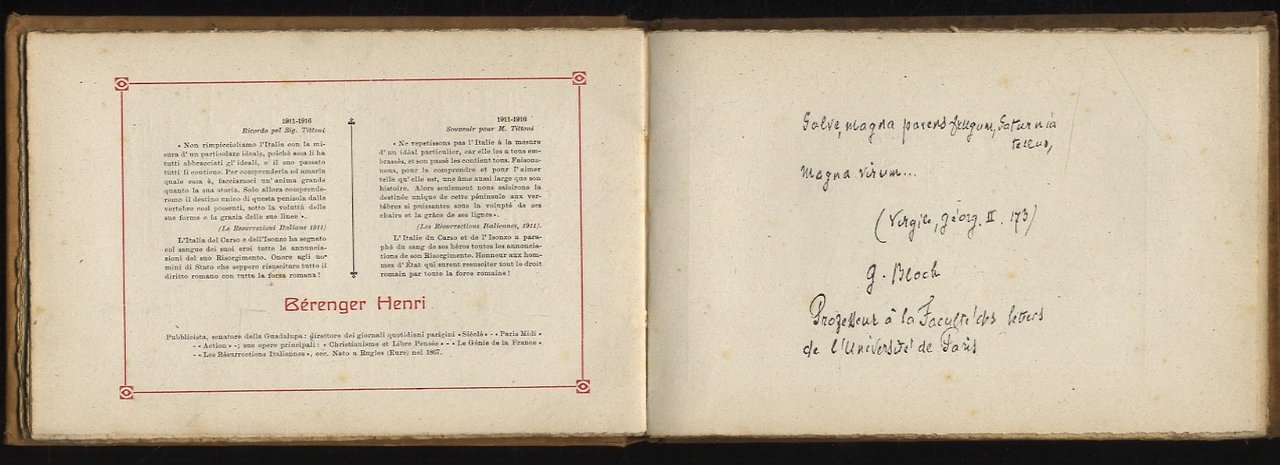 1911-1916
Ricordo pel Sig. Tittoni
« Non rimpiccioliamo l'Italia con la mi-
sura d'un particolare ideale, poichè essa li ha
tutti abbracciati gl'ideali, e il suo passato
tutti li contiene. Per comprenderla ed amarla
quale essa è, facciamoci un'anima grande
quanto la sua storia. Solo allora comprende-
remo il destino unico di questa penisola dalle
vertebre così possenti, sotto la voluttà delle
sue forme e la grazia delle sue linee ».
(Le Resurrezioni Italiane 1911)
L'Italia del Carso e dell'Isonzo ha segnato
col sangue dei suoi eroi tutte le annuncia-
zioni del suo Risorgimento. Onore agli uo-
mini di Stato che seppero risuscitare tutto il
diritto romano con tutta la forza romana!
1911-1916
Souvenir pour M. Tittoni
« Ne repetissons pas l'Italie à la mesure
d'un idéal particulier, car elle les a tous em-
brassés, et son passé les contient tous. Faisons-
nous, pour la comprendre et pour l'aimer
telle qu'elle est, une âme aussi large que son
histoire. Alors seulement nous saisirons la
destinée unique de cette péninsule aux ver-
tèbres si puissantes sous la volupté de ses
chairs et la grâce de ses lignes».
(Les Résurrections Italiennes, 1911).
L'Italie du Carso et de l'Isonzo a para-
phé du sang de ses héros toutes les annoncia-
tions de son Risorgimento. Honneur aux hom-
mes d'État qui surent ressusciter tout le droit
romain par toute la force romaine!
Bérenger Henri
Pubblicista, senatore della Guadalupa: direttore dei giornali quotidiani parigini « Siècle » - « Paris Midi »
- « Action » -; sue opere principali: « Christianisme et Libre Pensée » - « Le Génie de la France »
- « Les Résurrections Italiennes », ecc. Nato a Rugles (Eure) nel 1867.
Salve, magna parens frugum, Saturnia
tellus,
Magna virum...
(Virgile, géorg. II. 173)
G. Bloch
Professeur à la Faculté des lettres
de l'Université de Paris